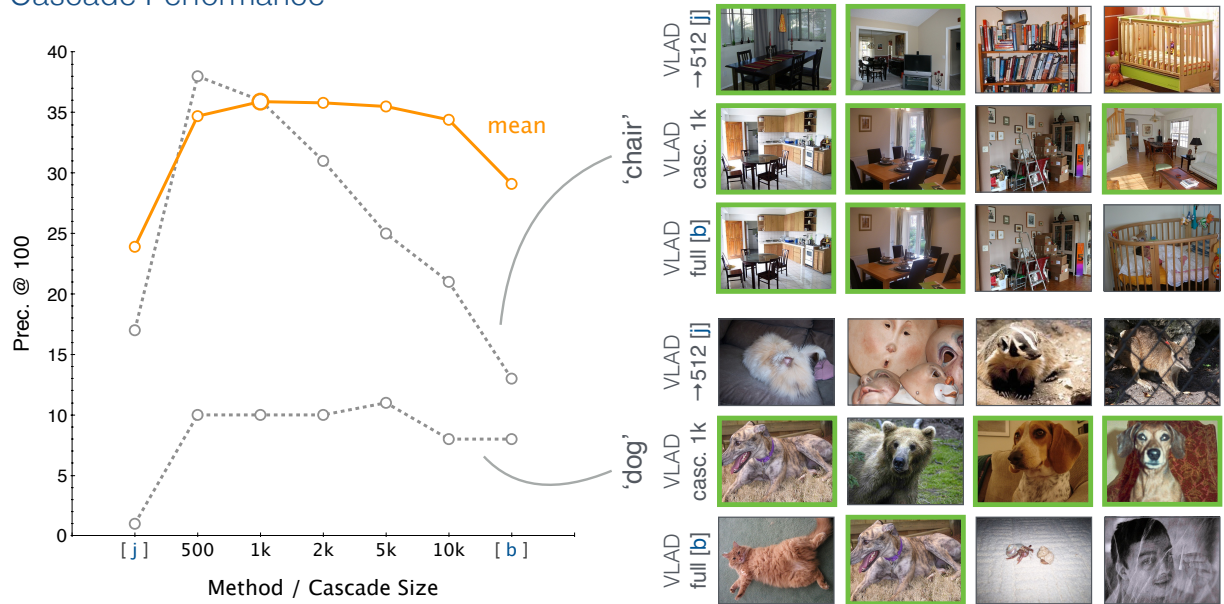 Cascade Performance
40
35
30
25
20
15
10
5
0
Prec. @ 100
[ j ] 500 1k 2k 5k 10k [ b ]
Method / Cascade Size
mean
'chair'
'dog'
VLAD
→512 [j]
VLAD
casc. 1k
VLAD
full [b]
VLAD
→512 [j]
VLAD
casc. 1k
VLAD
full [b]